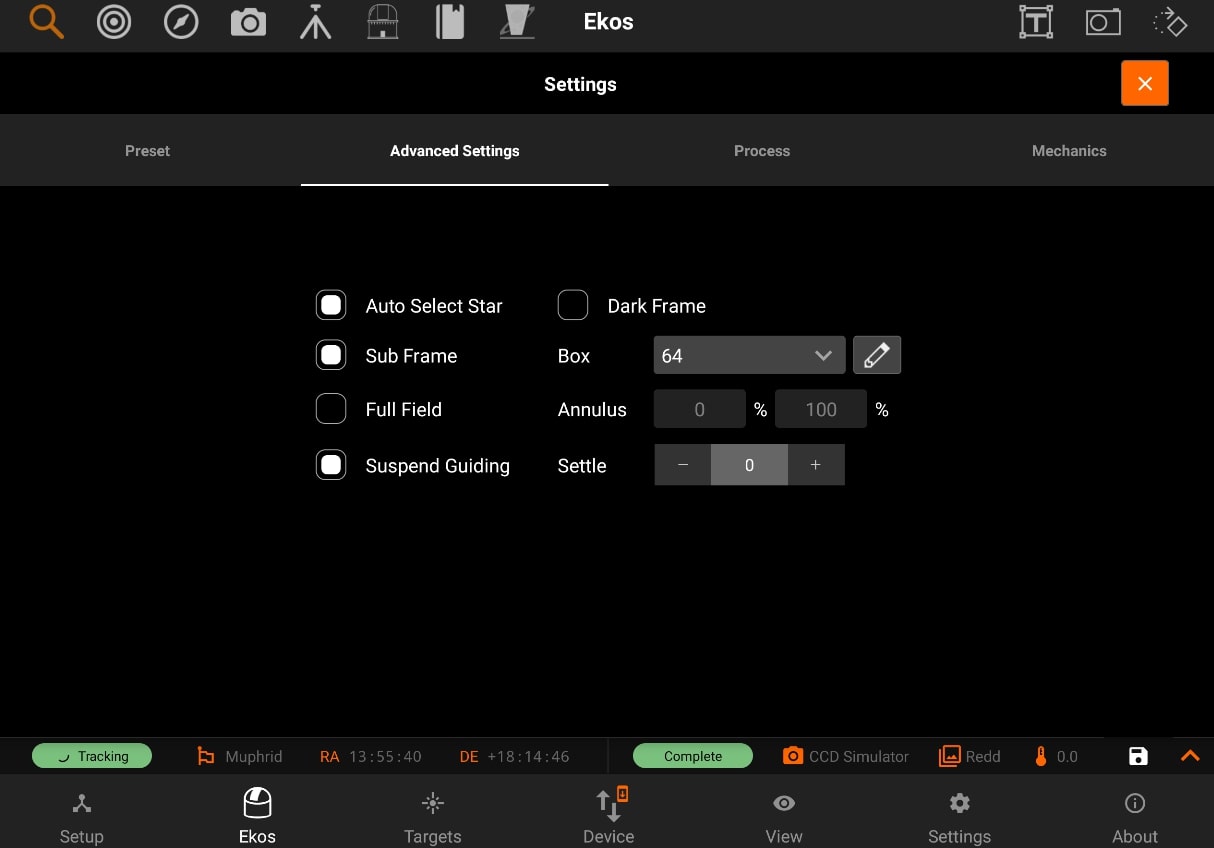 Ekos
Settings
Preset Advanced Settings Process Mechanics
Auto Select Star Dark Frame
Sub Frame Box 64
Full Field Annulus 0 % 100 %
Suspend Guiding Settle − 0 +
Tracking Muphrid RA 13:55:40 DE +18:14:46 Complete CCD Simulator Redd 0.0
Setup Ekos Targets Device View Settings About